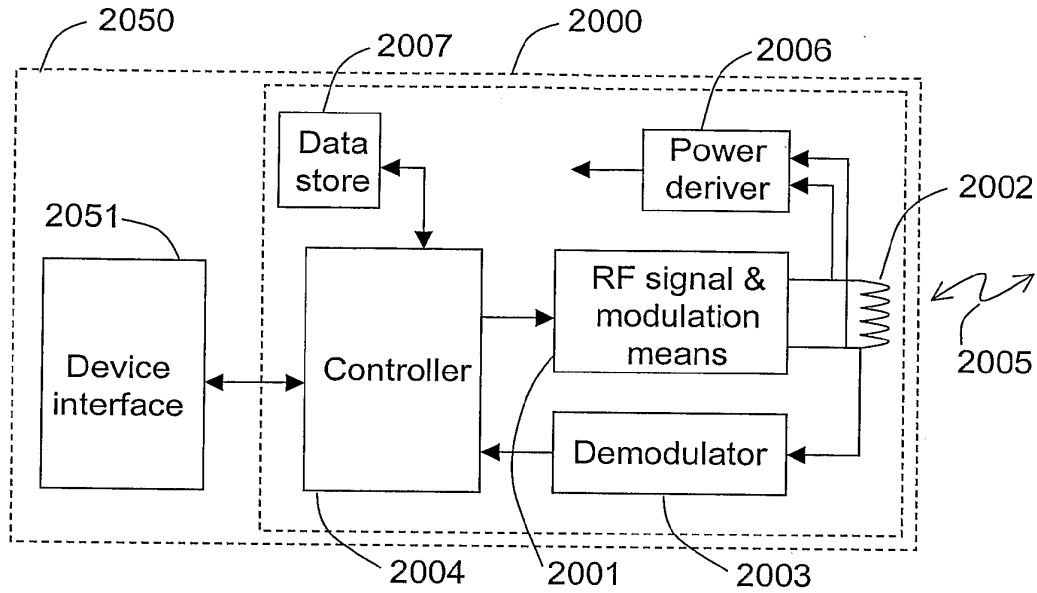 2050
2000
2007
2006
Data
store
Power
deriver
2002
2051
RF signal &
modulation
means
Device
interface
Controller
2005
Demodulator
2004
2001
2003